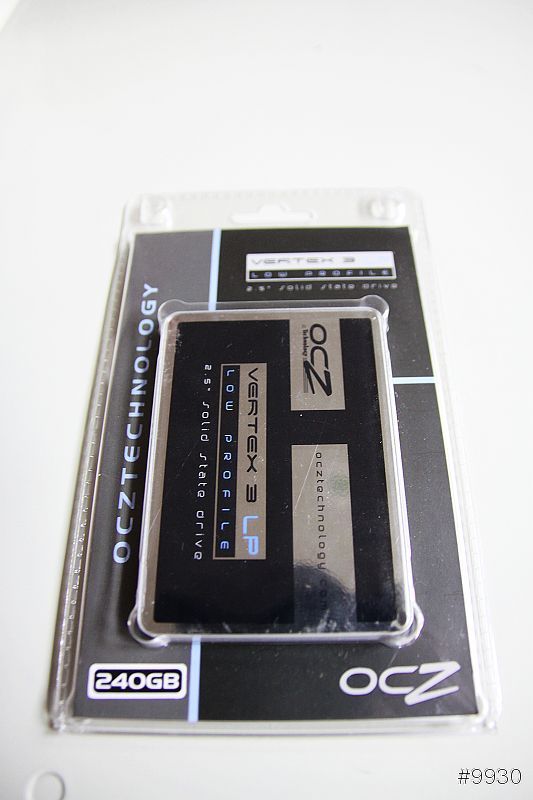 VERTEX 3
LOW PROFILE
2.5" solid state drive
OCZTECHNOLOGY
OCZ
Technology
VERTEX 3 LP
LOW PROFILE
2.5" solid state drive
ocztechnology.com
240GB
OCZ
#9930